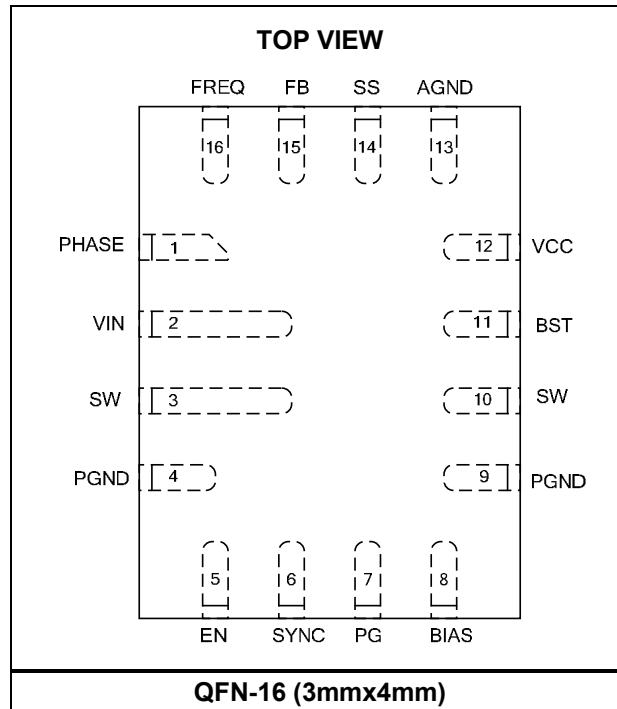 TOP VIEW
FREQ FB SS AGND
16 15 14 13
PHASE 1 12 VCC
VIN 2 11 BST
SW 3 10 SW
PGND 4 9 PGND
5 6 7 8
EN SYNC PG BIAS
QFN-16 (3mmx4mm)